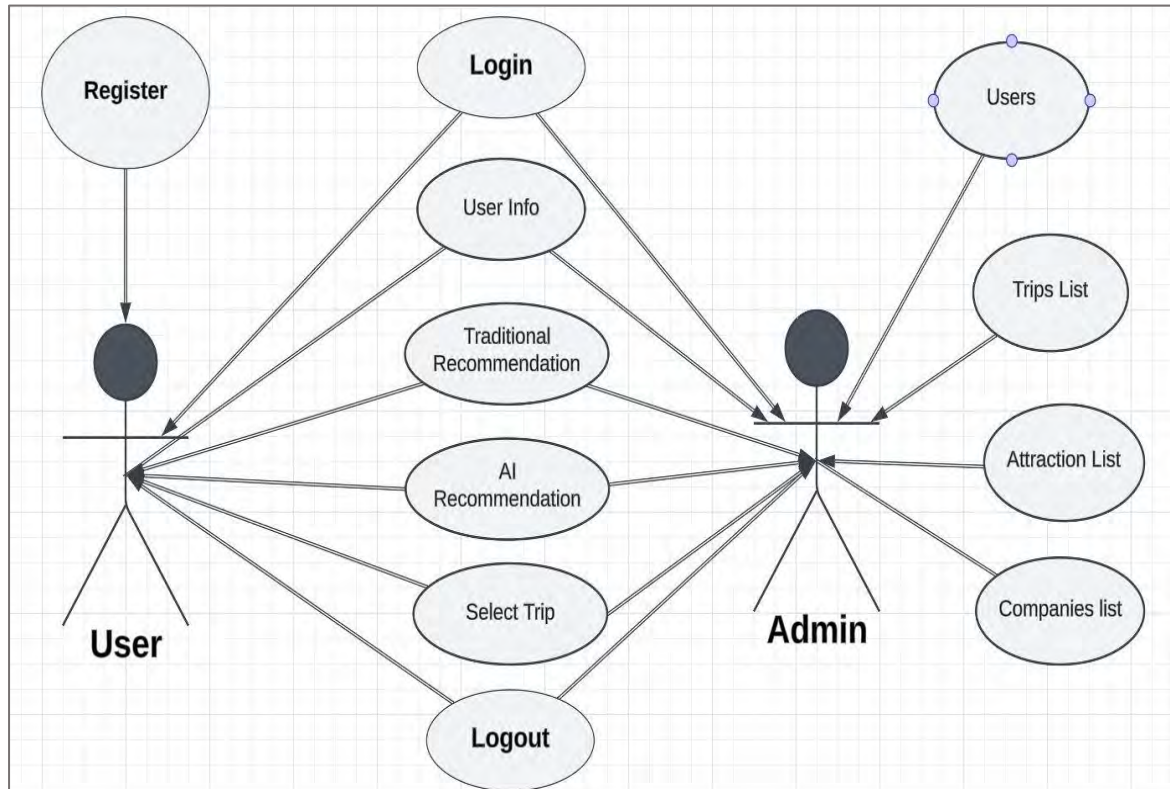 Register
Login
Users
User Info
Trips List
Traditional
Recommendation
Attraction List
AI
Recommendation
Select Trip
Companies list
User
Admin
Logout